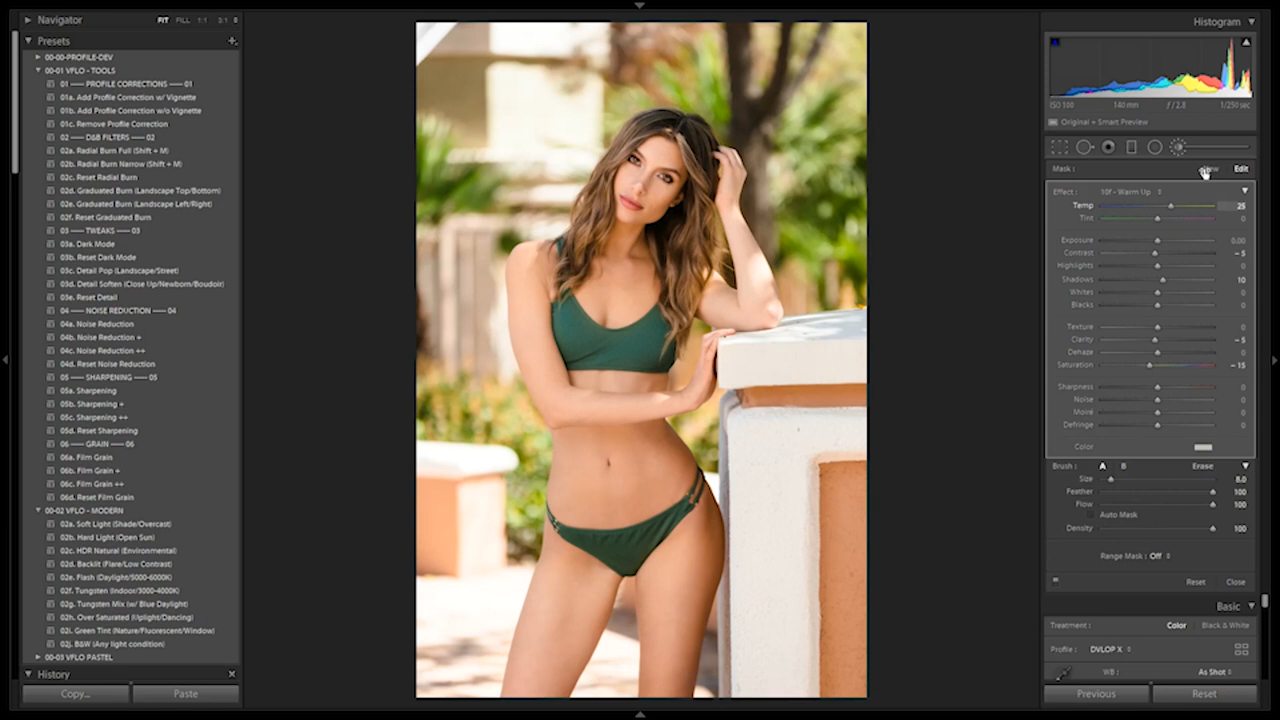 Navigator FIT FILL 1:1 3:1
Presets +
00-00-PROFILE-DEV
00-01 VFLO - TOOLS
01 —— PROFILE CORRECTIONS —— 01
01a. Add Profile Correction w/ Vignette
01b. Add Profile Correction w/o Vignette
01c. Remove Profile Correction
02 —— D&B FILTERS —— 02
02a. Radial Burn Full (Shift + M)
02b. Radial Burn Narrow (Shift + M)
02c. Reset Radial Burn
02d. Graduated Burn (Landscape Top/Bottom)
02e. Graduated Burn (Landscape Left/Right)
02f. Reset Graduated Burn
03 —— TWEAKS —— 03
03a. Dark Mode
03b. Reset Dark Mode
03c. Detail Pop (Landscape/Street)
03d. Detail Soften (Close Up/Newborn/Boudoir)
03e. Reset Detail
04 —— NOISE REDUCTION —— 04
04a. Noise Reduction
04b. Noise Reduction +
04c. Noise Reduction ++
04d. Reset Noise Reduction
05 —— SHARPENING —— 05
05a. Sharpening
05b. Sharpening +
05c. Sharpening ++
05d. Reset Sharpening
06 —— GRAIN —— 06
06a. Film Grain
06b. Film Grain +
06c. Film Grain ++
06d. Reset Film Grain
00-02 VFLO - MODERN
02a. Soft Light (Shade/Overcast)
02b. Hard Light (Open Sun)
02c. HDR Natural (Environmental)
02d. Backlit (Flare/Low Contrast)
02e. Flash (Daylight/5000-6000K)
02f. Tungsten (Indoor/3000-4000K)
02g. Tungsten Mix (w/ Blue Daylight)
02h. Over Saturated (Uplight/Dancing)
02i. Green Tint (Nature/Fluorescent/Window)
02j. B&W (Any light condition)
00-03 VFLO PASTEL
History
Copy... Paste
Histogram
ISO 100 140 mm f / 2.8 1/250 sec
Original + Smart Preview
Mask : Edit
Effect : 10f - Warm Up
Temp 25
Tint 0
Exposure 0.00
Contrast - 5
Highlights 0
Shadows 10
Whites 0
Blacks 0
Texture 0
Clarity - 5
Dehaze 0
Saturation - 15
Sharpness 0
Noise 0
Moiré 0
Defringe 0
Color
Brush : A B Erase
Size 8.0
Feather 100
Flow 100
Auto Mask
Density 100
Range Mask : Off
Reset Close
Basic
Treatment : Color Black & White
Profile : DVLOP X
WB : As Shot
Previous Reset